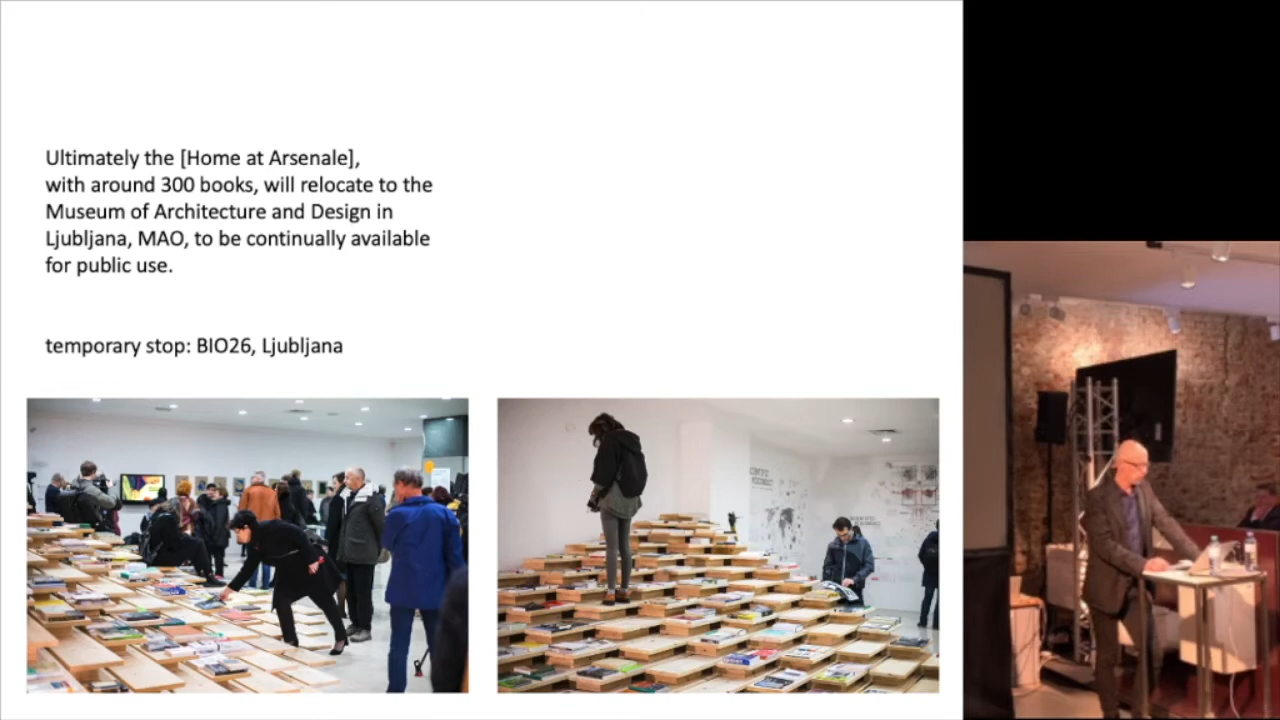 Ultimately the [Home at Arsenale],
with around 300 books, will relocate to the
Museum of Architecture and Design in
Ljubljana, MAO, to be continually available
for public use.
temporary stop: BIO26, Ljubljana